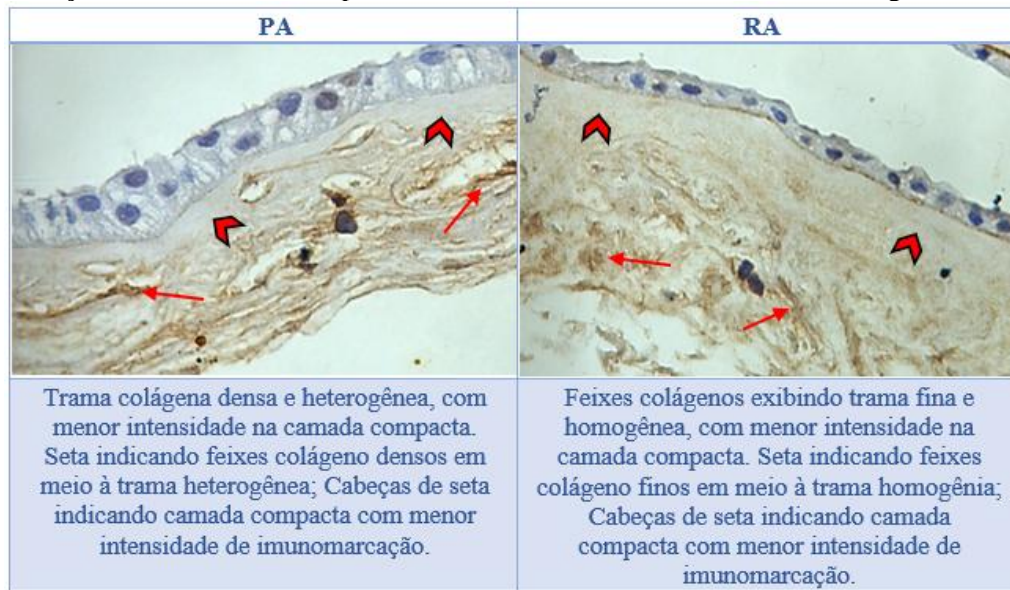 PA
RA
Trama colágena densa e heterogênea, com
menor intensidade na camada compacta.
Seta indicando feixes colágeno densos em
meio à trama heterogênea; Cabeças de seta
indicando camada compacta com menor
intensidade de imunomarcação.
Feixes colágenos exibindo trama fina e
homogênea, com menor intensidade na
camada compacta. Seta indicando feixes
colágeno finos em meio à trama homogênia;
Cabeças de seta indicando camada
compacta com menor intensidade de
imunomarcação.